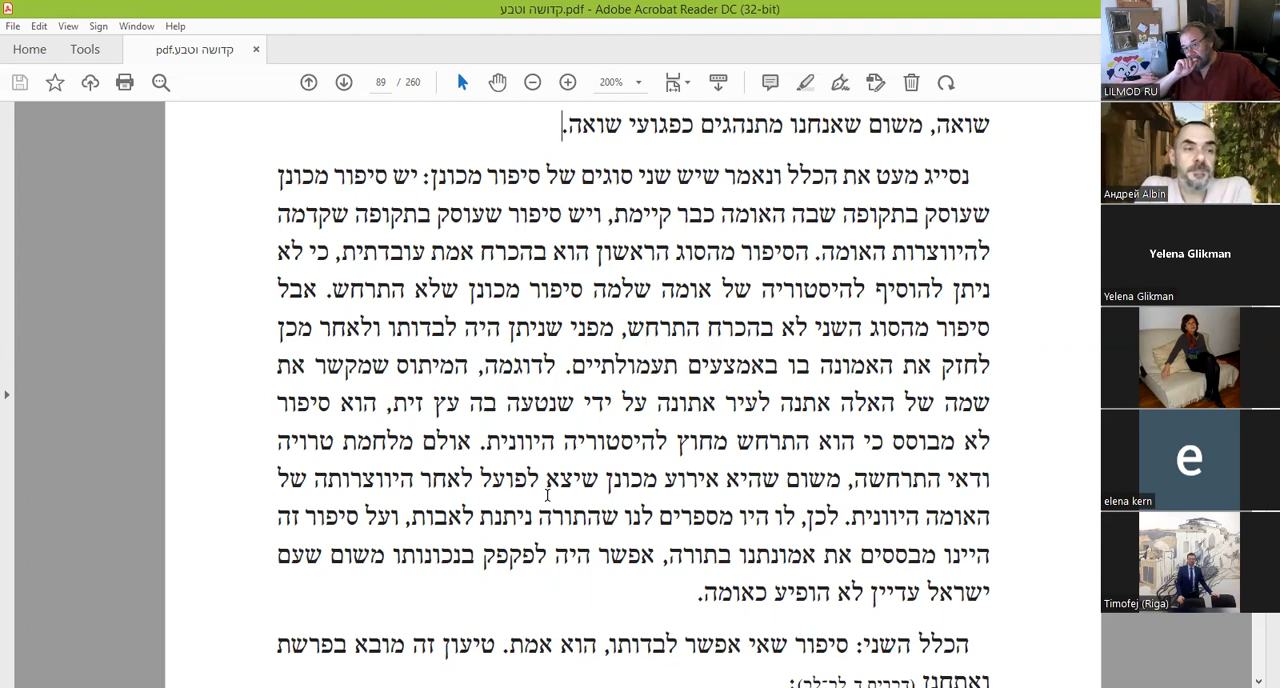 קדושה וטבע.pdf - Adobe Acrobat Reader DC (32-bit)
File Edit View Sign Window Help
Home Tools קדושה וטבע.pdf ×
89 / 260 200%
שואה, משום שאנחנו מתנהגים כפגועי שואה.
נסייג מעט את הכלל ונאמר שיש שני סוגים של סיפור מכונן: יש סיפור מכונן
שעוסק בתקופה שבה האומה כבר קיימת, ויש סיפור שעוסק בתקופה שקדמה
להיווצרות האומה. הסיפור מהסוג הראשון הוא בהכרח אמת עובדתית, כי לא
ניתן להוסיף להיסטוריה של אומה שלמה סיפור מכונן שלא התרחש. אבל
סיפור מהסוג השני לא בהכרח התרחש, מפני שניתן היה לבדותו ולאחר מכן
לחזק את האמונה בו באמצעים תעמולתיים. לדוגמה, המיתוס שמקשר את
שמה של האלה אתנה לעיר אתונה על ידי שנטעה בה עץ זית, הוא סיפור
לא מבוסס כי הוא התרחש מחוץ להיסטוריה היוונית. אולם מלחמת טרויה
ודאי התרחשה, משום שהיא אירוע מכונן שיצא לפועל לאחר היווצרותה של
האומה היוונית. לכן, לו היו מספרים לנו שהתורה ניתנת לאבות, ועל סיפור זה
היינו מבססים את אמונתנו בתורה, אפשר היה לפקפק בנכונותו משום שעם
ישראל עדיין לא הופיע כאומה.
הכלל השני: סיפור שאי אפשר לבדותו, הוא אמת. טיעון זה מובא בפרשת
ואתחנן (דברים ד, לב־לב):
LILMOD RU
Андрей Albin
Yelena Glikman
Yelena Glikman
e
elena kern
Timofej (Riga)